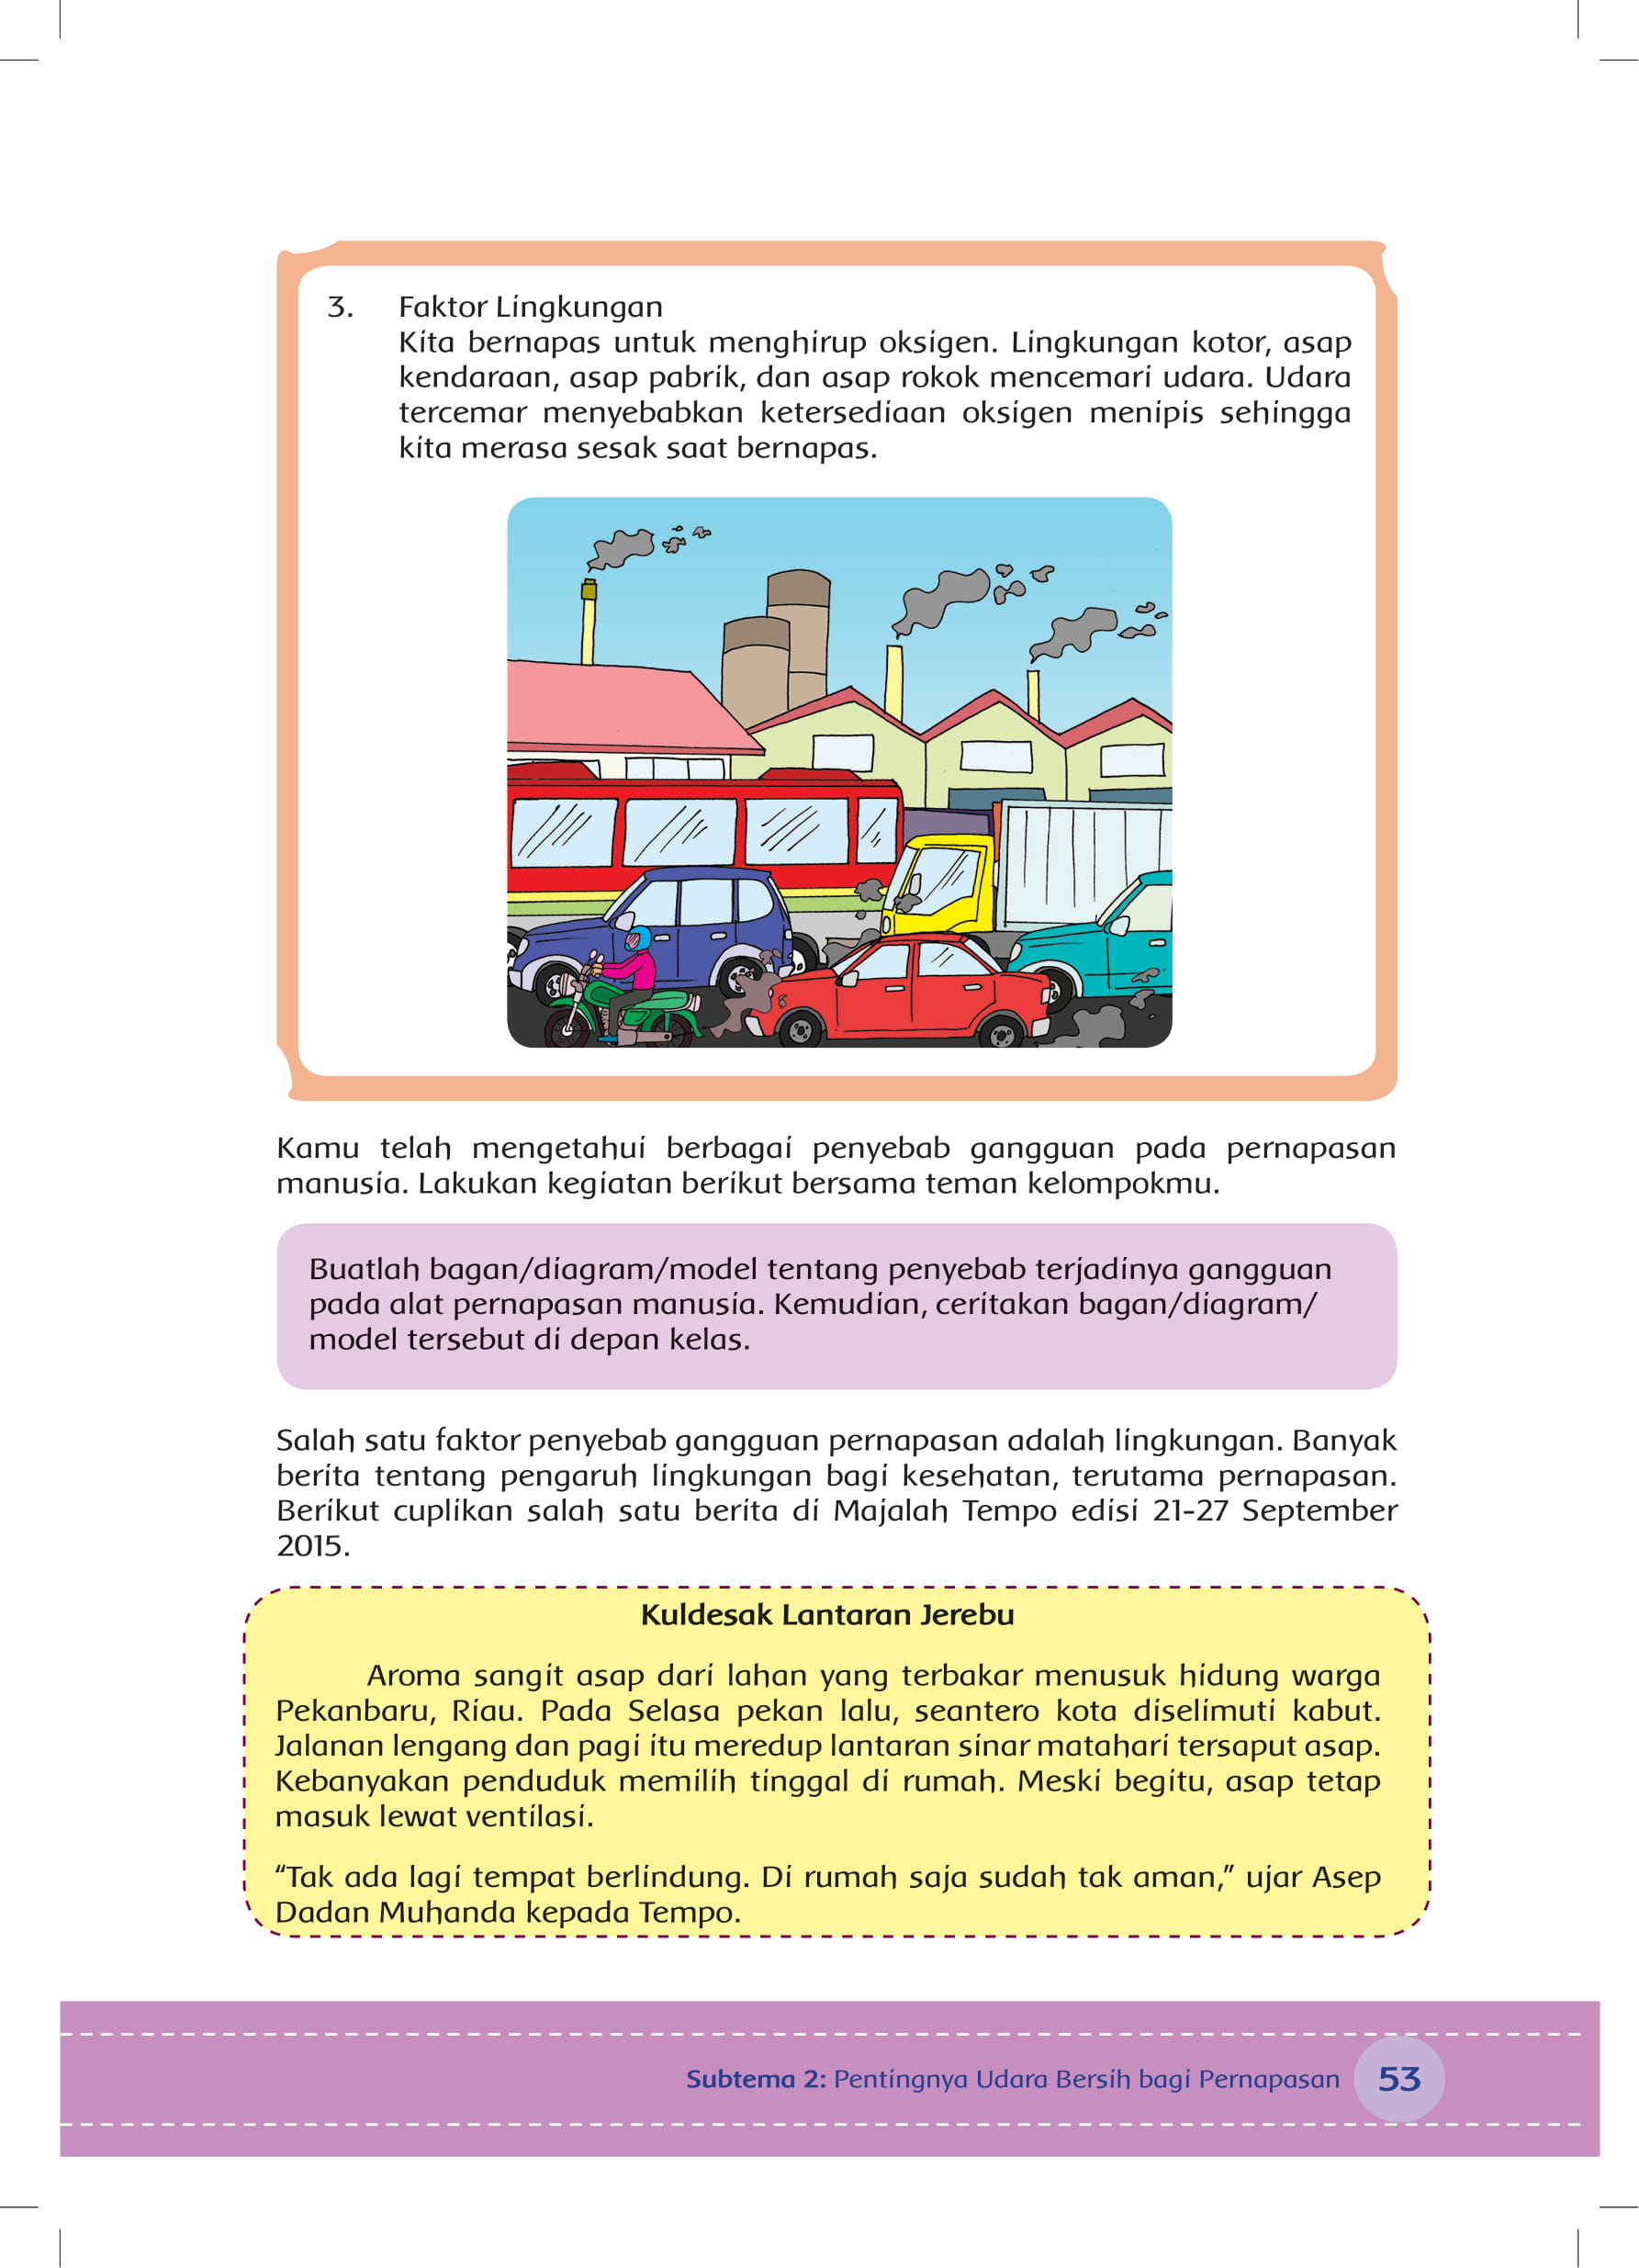 3. Faktor Lingkungan
Kita bernapas untuk menghirup oksigen. Lingkungan kotor, asap
kendaraan, asap pabrik, dan asap rokok mencemari udara. Udara
tercemar menyebabkan ketersediaan oksigen menipis sehingga
kita merasa sesak saat bernapas.
Kamu telah mengetahui berbagai penyebab gangguan pada pernapasan
manusia. Lakukan kegiatan berikut bersama teman kelompokmu.
Buatlah bagan/diagram/model tentang penyebab terjadinya gangguan
pada alat pernapasan manusia. Kemudian, ceritakan bagan/diagram/
model tersebut di depan kelas.
Salah satu faktor penyebab gangguan pernapasan adalah lingkungan. Banyak
berita tentang pengaruh lingkungan bagi kesehatan, terutama pernapasan.
Berikut cuplikan salah satu berita di Majalah Tempo edisi 21-27 September
2015.
Kuldesak Lantaran Jerebu
Aroma sangit asap dari lahan yang terbakar menusuk hidung warga
Pekanbaru, Riau. Pada Selasa pekan lalu, seantero kota diselimuti kabut.
Jalanan lengang dan pagi itu meredup lantaran sinar matahari tersaput asap.
Kebanyakan penduduk memilih tinggal di rumah. Meski begitu, asap tetap
masuk lewat ventilasi.
“Tak ada lagi tempat berlindung. Di rumah saja sudah tak aman,” ujar Asep
Dadan Muhanda kepada Tempo.
Subtema 2: Pentingnya Udara Bersih bagi Pernapasan 53